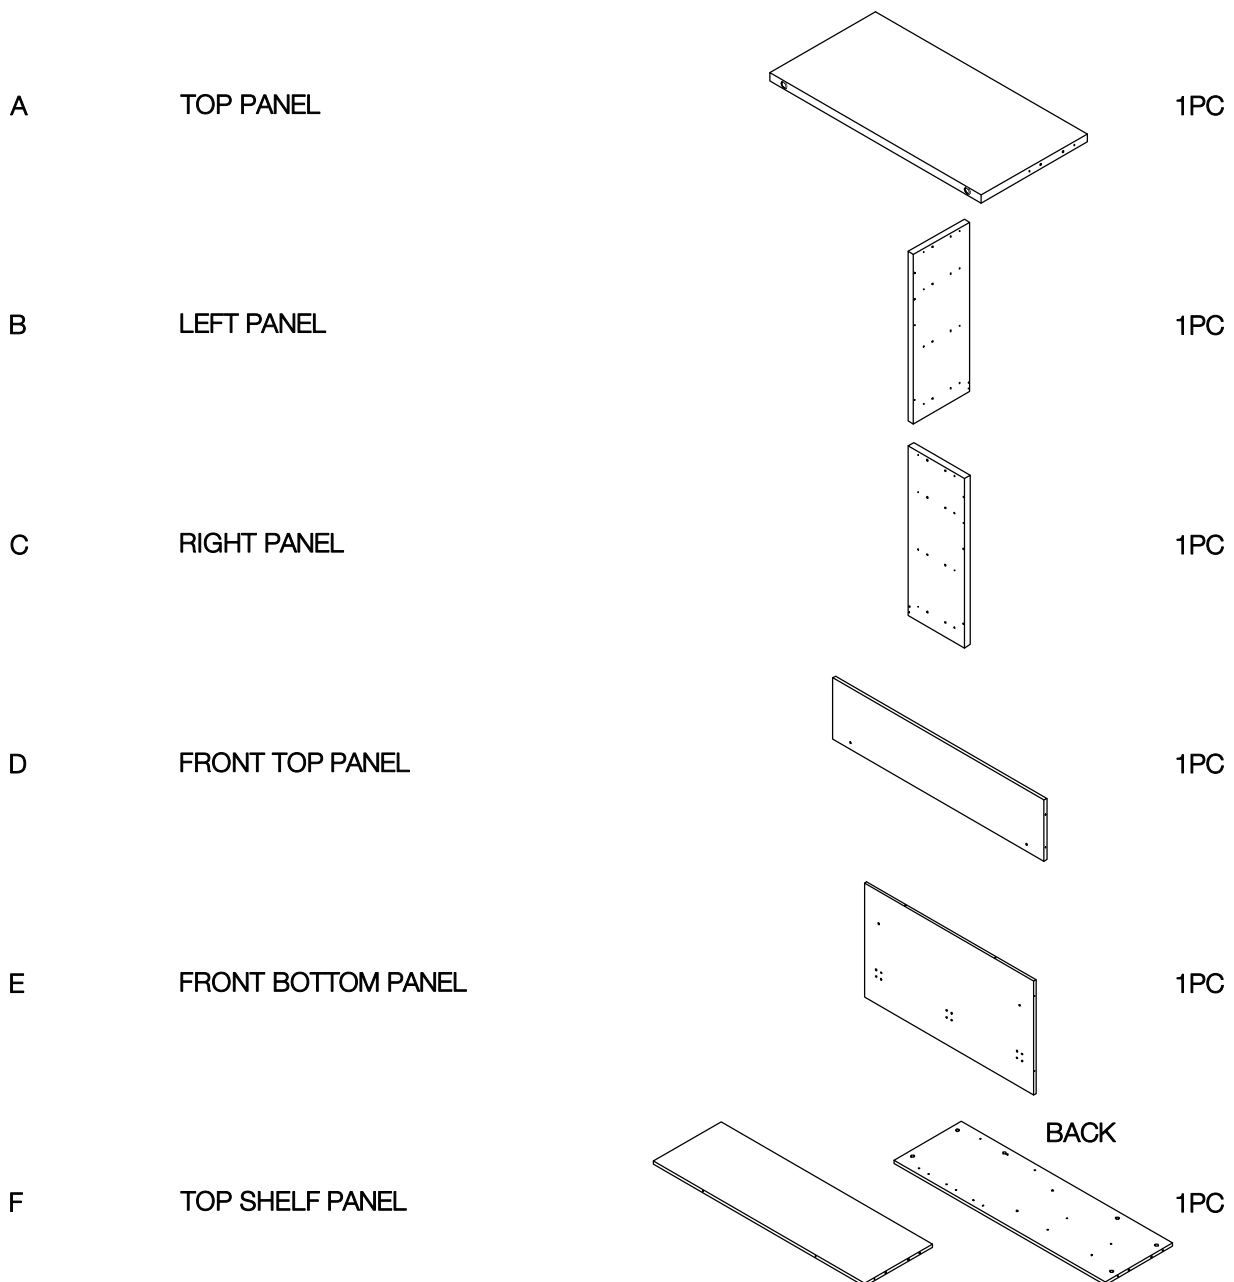 A TOP PANEL 1PC
B LEFT PANEL 1PC
C RIGHT PANEL 1PC
D FRONT TOP PANEL 1PC
E FRONT BOTTOM PANEL 1PC
BACK
F TOP SHELF PANEL 1PC